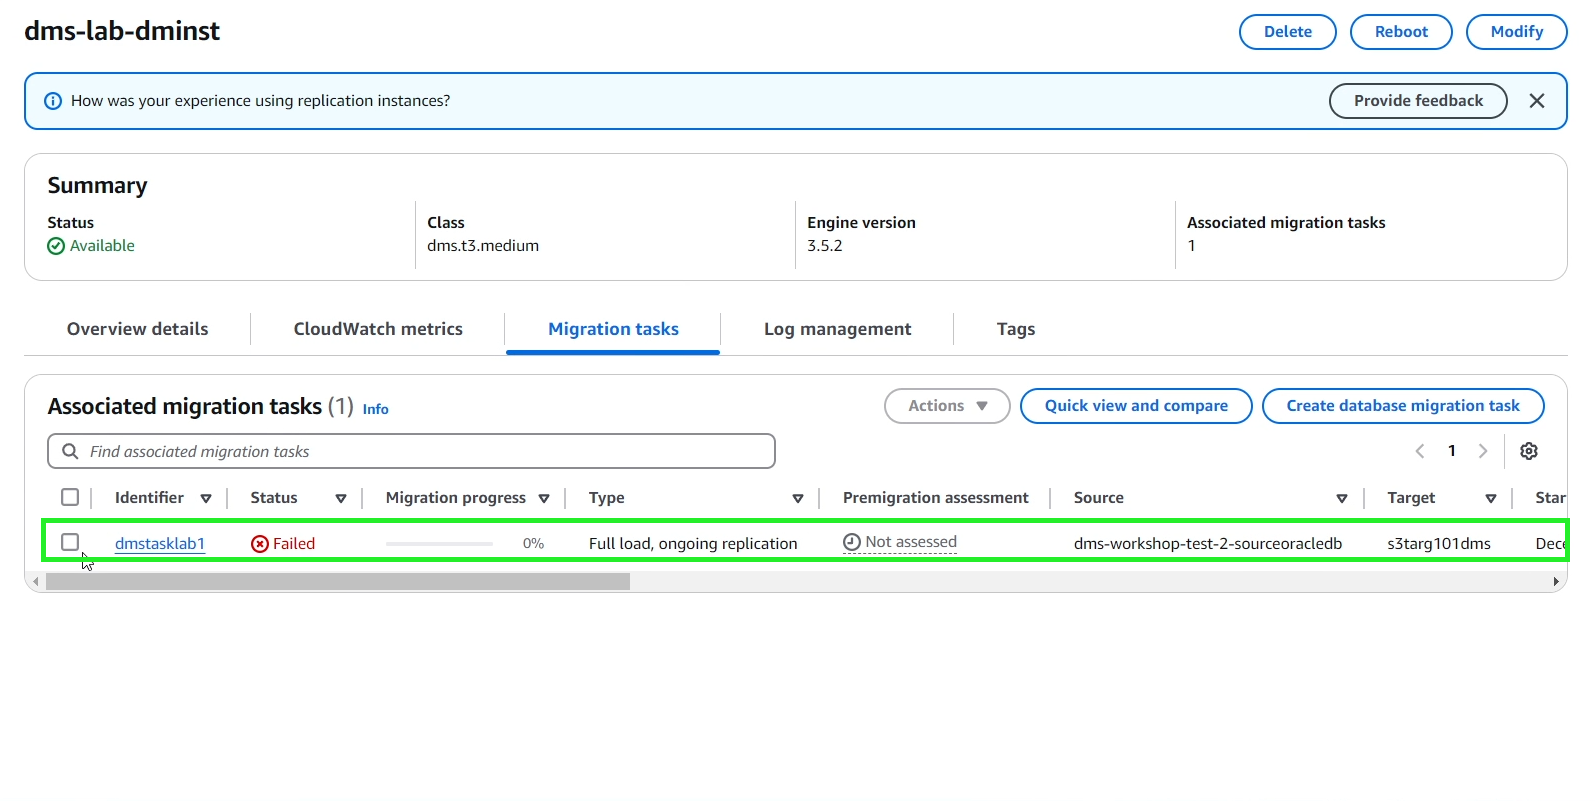 dms-lab-dminst
Delete
Reboot
Modify
How was your experience using replication instances?
Provide feedback
Summary
Status
Available
Class
dms.t3.medium
Engine version
3.5.2
Associated migration tasks
1
Overview details
CloudWatch metrics
Migration tasks
Log management
Tags
Associated migration tasks (1) Info
Actions
Quick view and compare
Create database migration task
Find associated migration tasks
1
Identifier Status Migration progress Type Premigration assessment Source Target Star
dmstasklab1 Failed 0% Full load, ongoing replication Not assessed dms-workshop-test-2-sourceoracledb s3targ101dms Dece